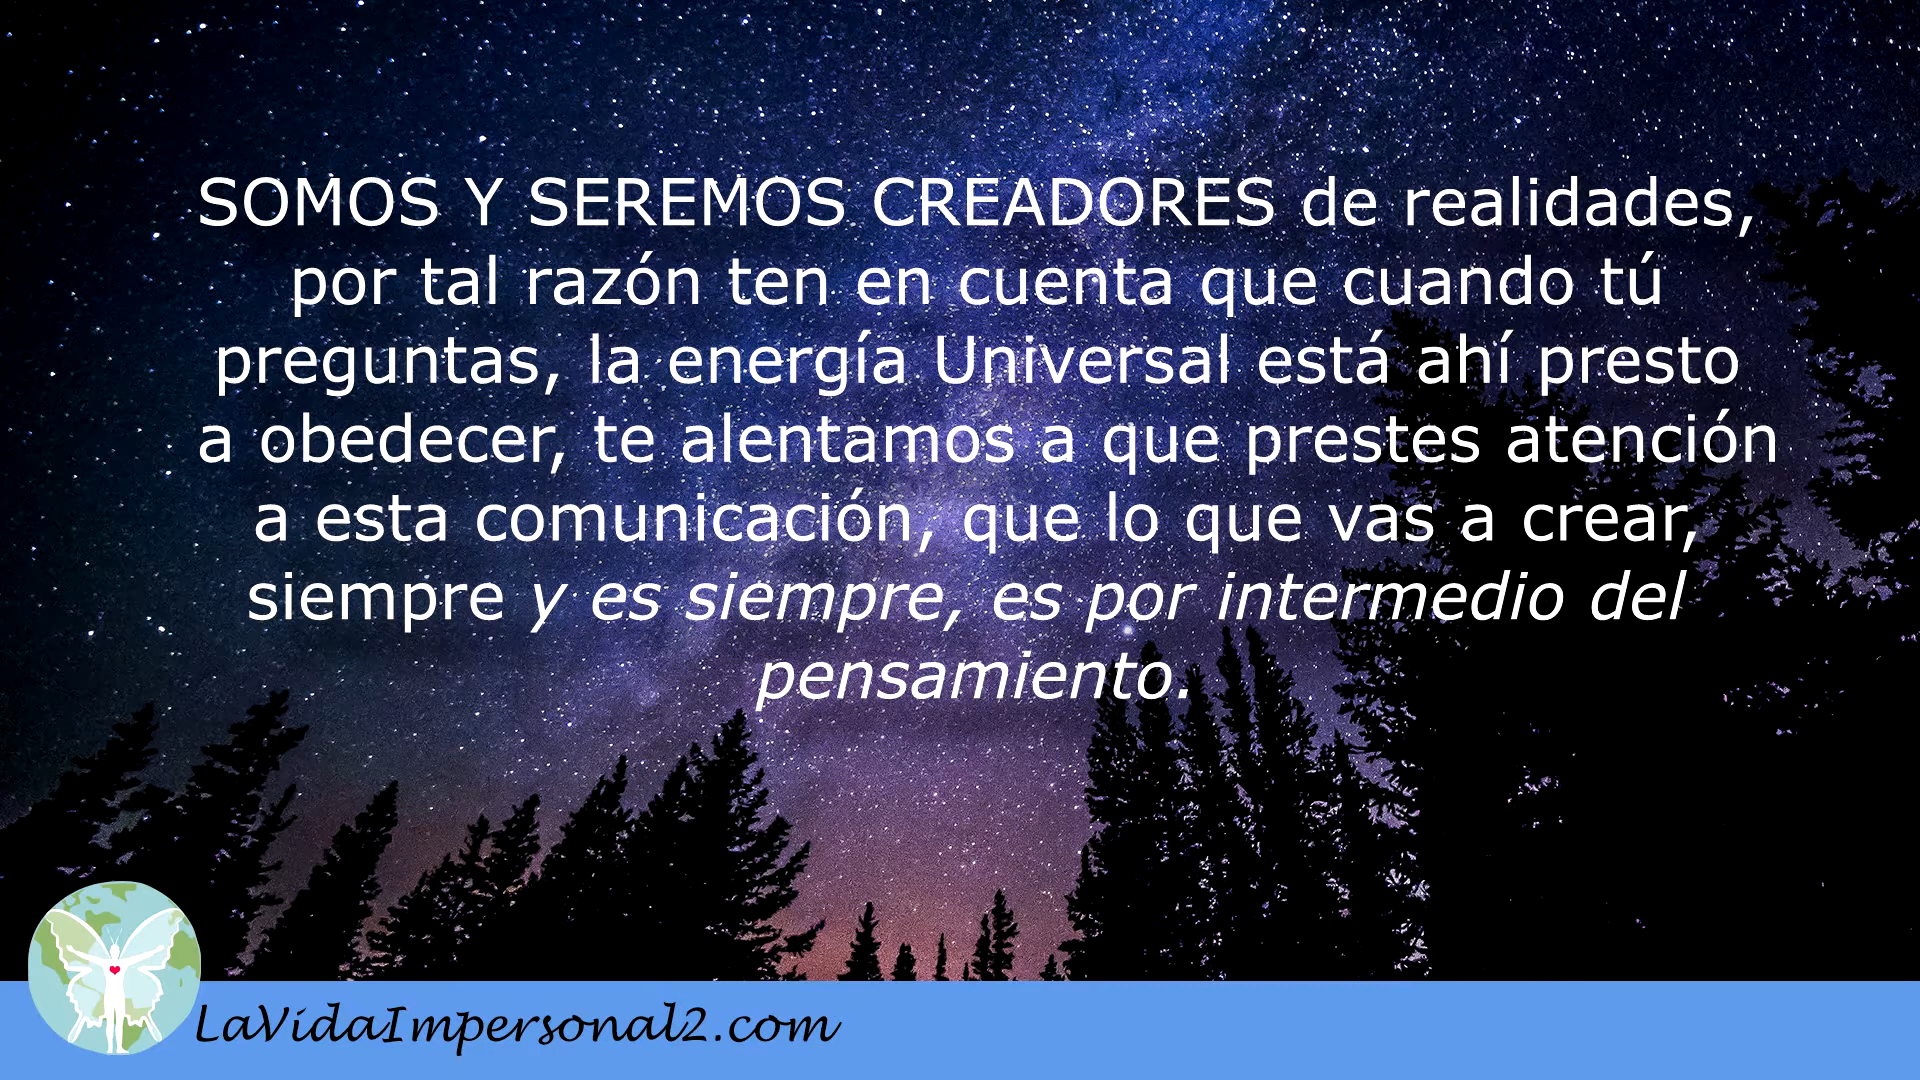 SOMOS Y SEREMOS CREADORES de realidades,
por tal razón ten en cuenta que cuando tú
preguntas, la energía Universal está ahí presto
a obedecer, te alentamos a que prestes atención
a esta comunicación, que lo que vas a crear,
siempre y es siempre, es por intermedio del
pensamiento.
LaVidaImpersonal2.com